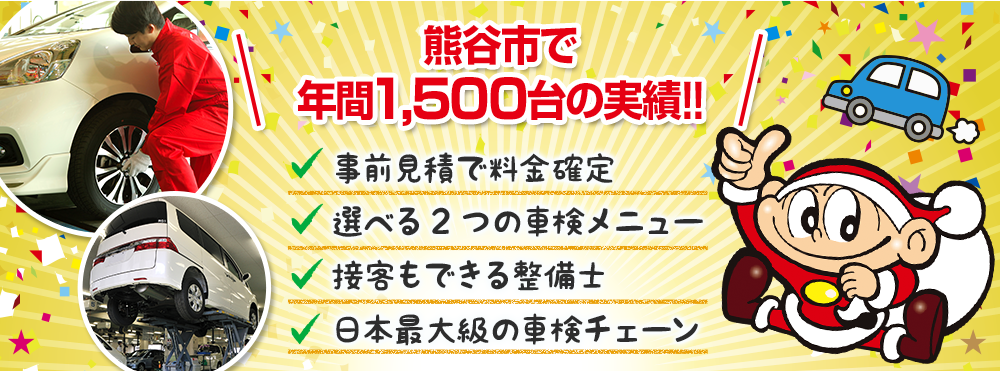 熊谷市で
年間1,500台の実績!!
事前見積で料金確定
選べる2つの車検メニュー
接客もできる整備士
日本最大級の車検チェーン